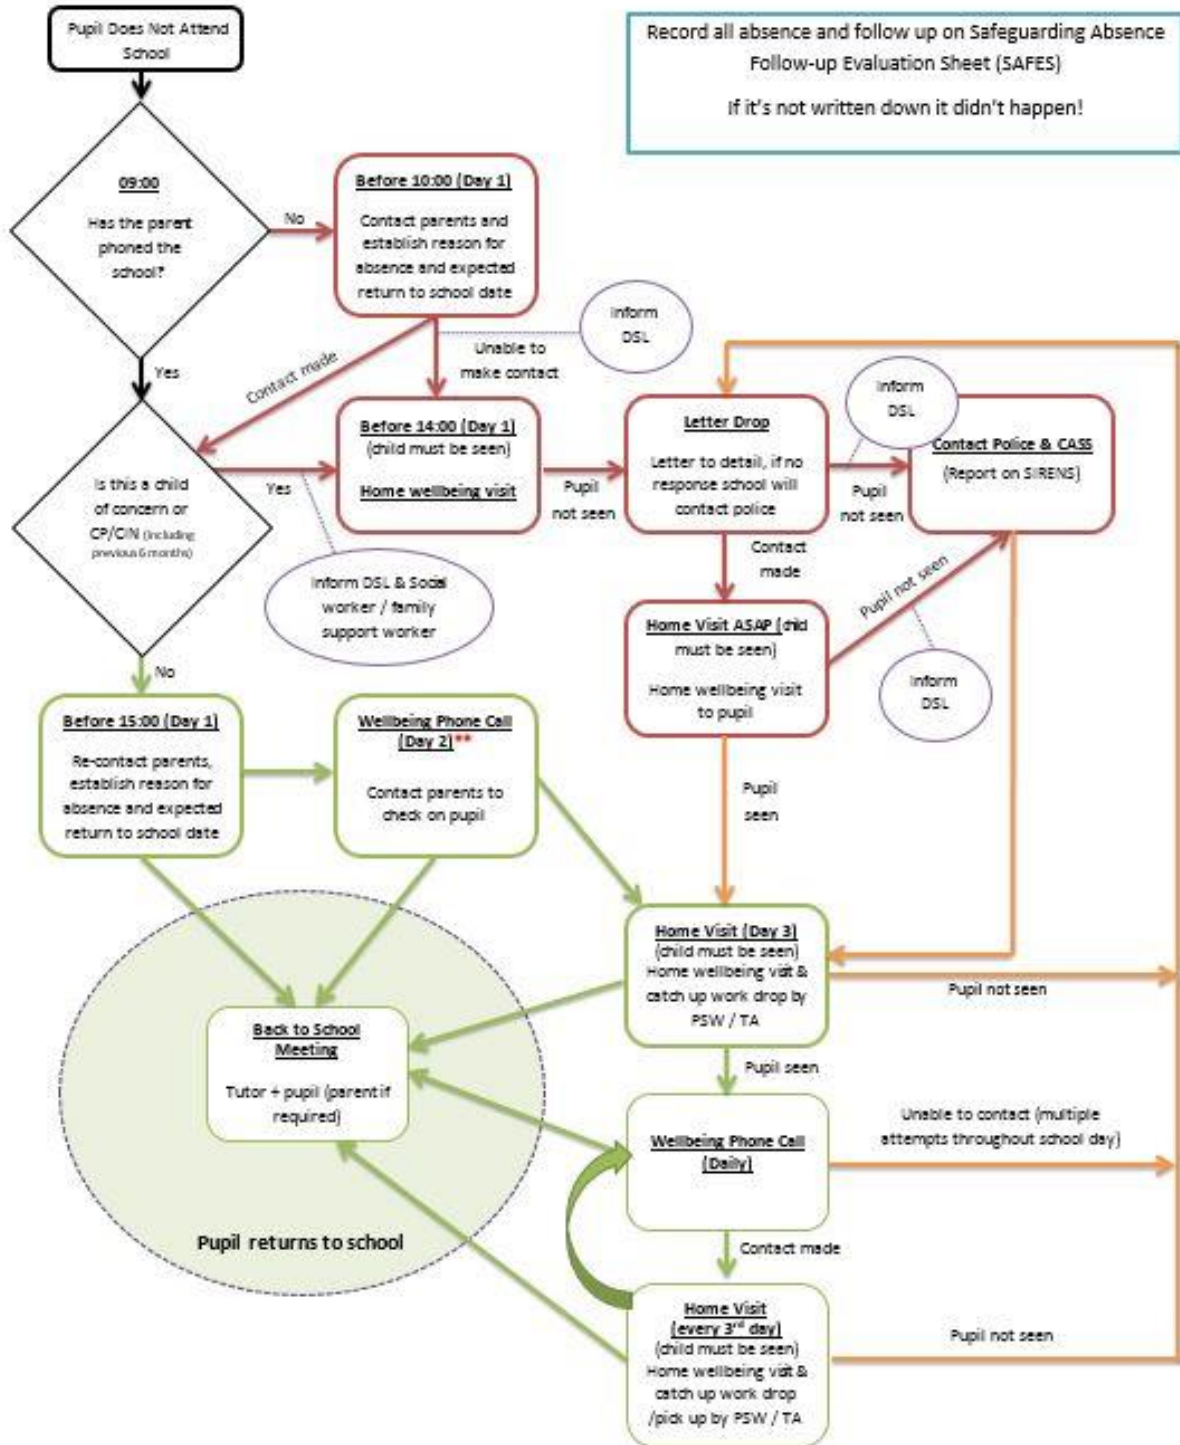 Pupil Does Not Attend
School
Record all absence and follow up on Safeguarding Absence
Follow-up Evaluation Sheet (SAFES)
If it's not written down it didn't happen!
09:00
Has the parent
phoned the
school?
No
Before 10:00 (Day 1)
Contact parents and
establish reason for
absence and expected
return to school date
Inform
DSL
Yes
Contact made
Unable to
make contact
Is this a child
of concern or
CP/CIN (including
previous 6 months)
Yes
Before 14:00 (Day 1)
(child must be seen)
Home wellbeing visit
Pupil
not seen
Letter Drop
Letter to detail, if no
response school will
contact police
Inform
DSL
Pupil
not seen
Contact Police & CASS
(Report on SIRENS)
Inform DSL & Social
worker / family
support worker
Contact
made
Home Visit ASAP (child
must be seen)
Home wellbeing visit
to pupil
Pupil not seen
Inform
DSL
No
Before 15:00 (Day 1)
Re-contact parents,
establish reason for
absence and expected
return to school date
Wellbeing Phone Call
(Day 2)**
Contact parents to
check on pupil
Pupil
seen
Home Visit (Day 3)
(child must be seen)
Home wellbeing visit &
catch up work drop by
PSW / TA
Pupil not seen
Back to School
Meeting
Tutor + pupil (parent if
required)
Pupil seen
Wellbeing Phone Call
(Daily)
Unable to contact (multiple
attempts throughout school day)
Pupil returns to school
Contact made
Home Visit
(every 3rd day)
(child must be seen)
Home wellbeing visit &
catch up work drop
/pick up by PSW / TA
Pupil not seen